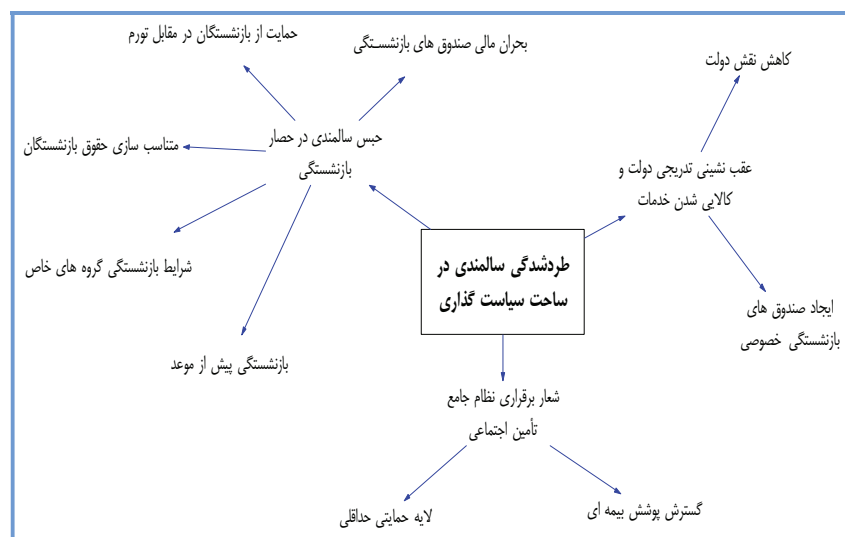 حمایت از بازنشستگان در مقابل تورم
بحران مالی صندوق های بازنشستگی
کاهش نقش دولت
حبس سالمندی در حصار
بازنشستگی
متناسب سازی حقوق بازنشستگان
عقب نشینی تدریجی دولت و
کالایی شدن خدمات
شرایط بازنشستگی گروه های خاص
طردشدگی سالمندی در
ساحت سیاست گذاری
ایجاد صندوق های
بازنشستگی خصوصی
بازنشستگی پیش از موعد
شعار برقراری نظام جامع
تأمین اجتماعی
گسترش پوشش بیمه ای
لایه حمایتی حداقلی